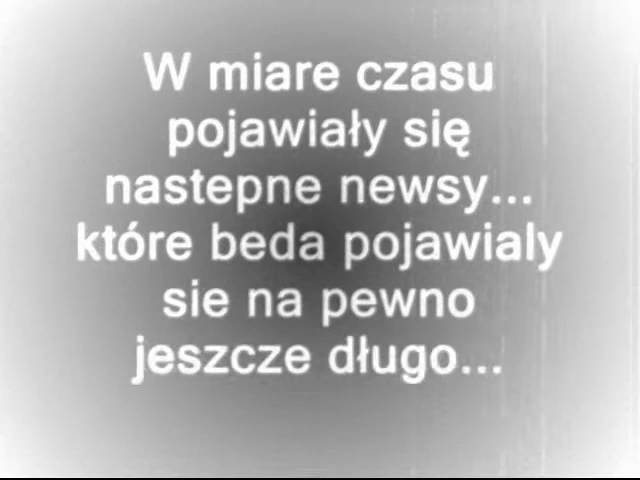 W miare czasu
pojawiały się
nastepne newsy...
które beda pojawialy
sie na pewno
jeszcze długo...